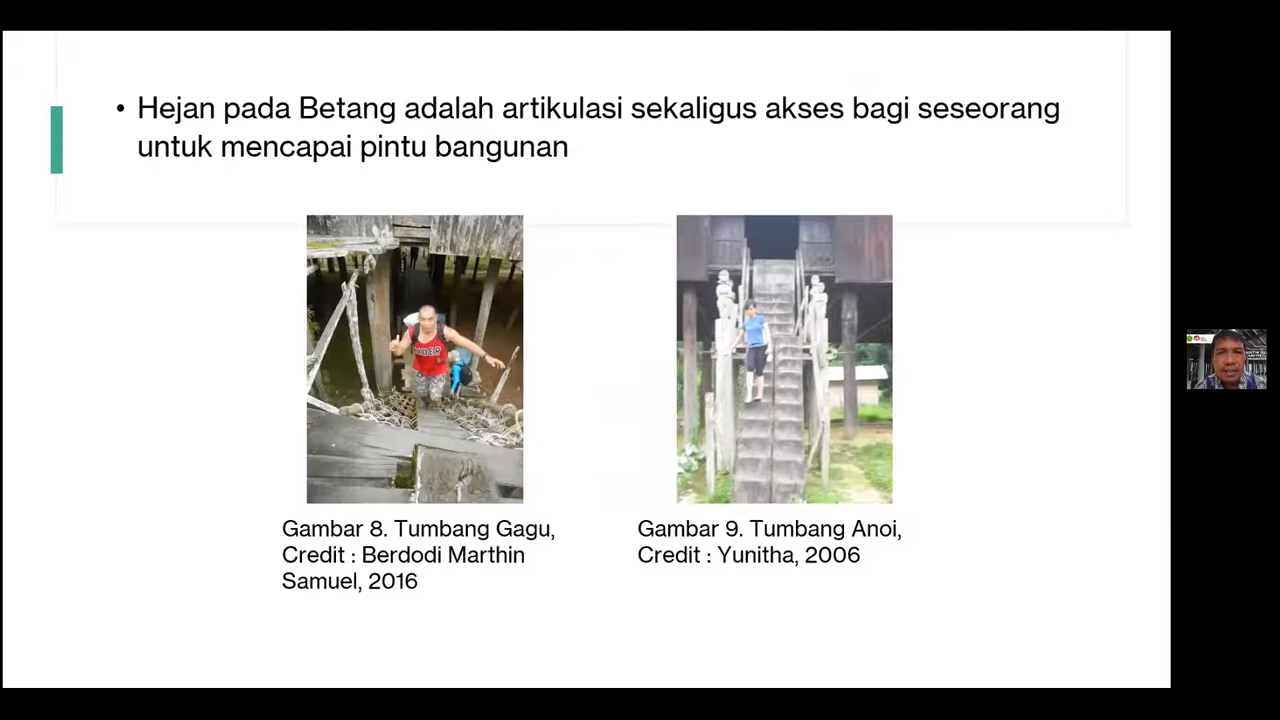 • Hejan pada Betang adalah artikulasi sekaligus akses bagi seseorang
untuk mencapai pintu bangunan
Gambar 8. Tumbang Gagu,
Credit : Berdodi Marthin
Samuel, 2016
Gambar 9. Tumbang Anoi,
Credit : Yunitha, 2006